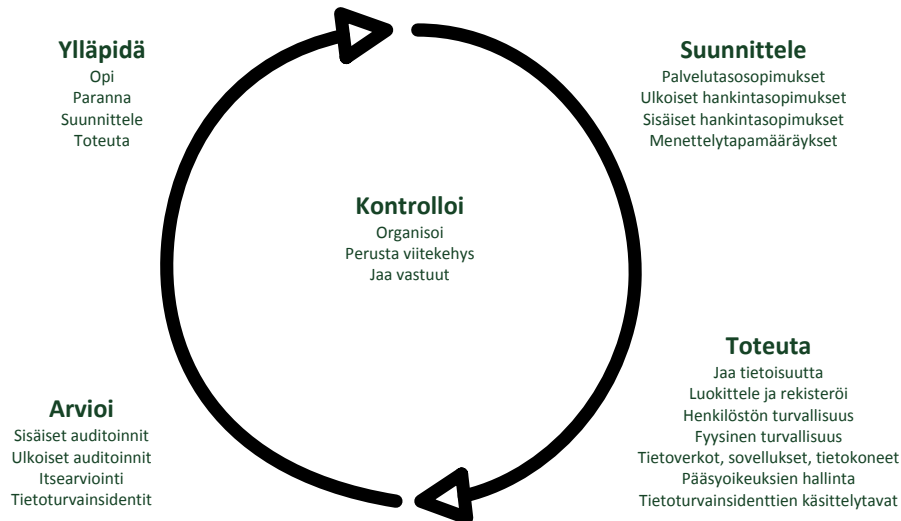 Ylläpidä
Opi
Paranna
Suunnittele
Toteuta
Suunnittele
Palvelutasosopimukset
Ulkoiset hankintasopimukset
Sisäiset hankintasopimukset
Menettelytapamääräykset
Kontrolloi
Organisoi
Perusta viitekehys
Jaa vastuut
Arvioi
Sisäiset auditoinnit
Ulkoiset auditoinnit
Itsearviointi
Tietoturvainsidentit
Toteuta
Jaa tietoisuutta
Luokittele ja rekisteröi
Henkilöstön turvallisuus
Fyysinen turvallisuus
Tietoverkot, sovellukset, tietokoneet
Pääsyoikeuksien hallinta
Tietoturvainsidenttien käsittelytavat